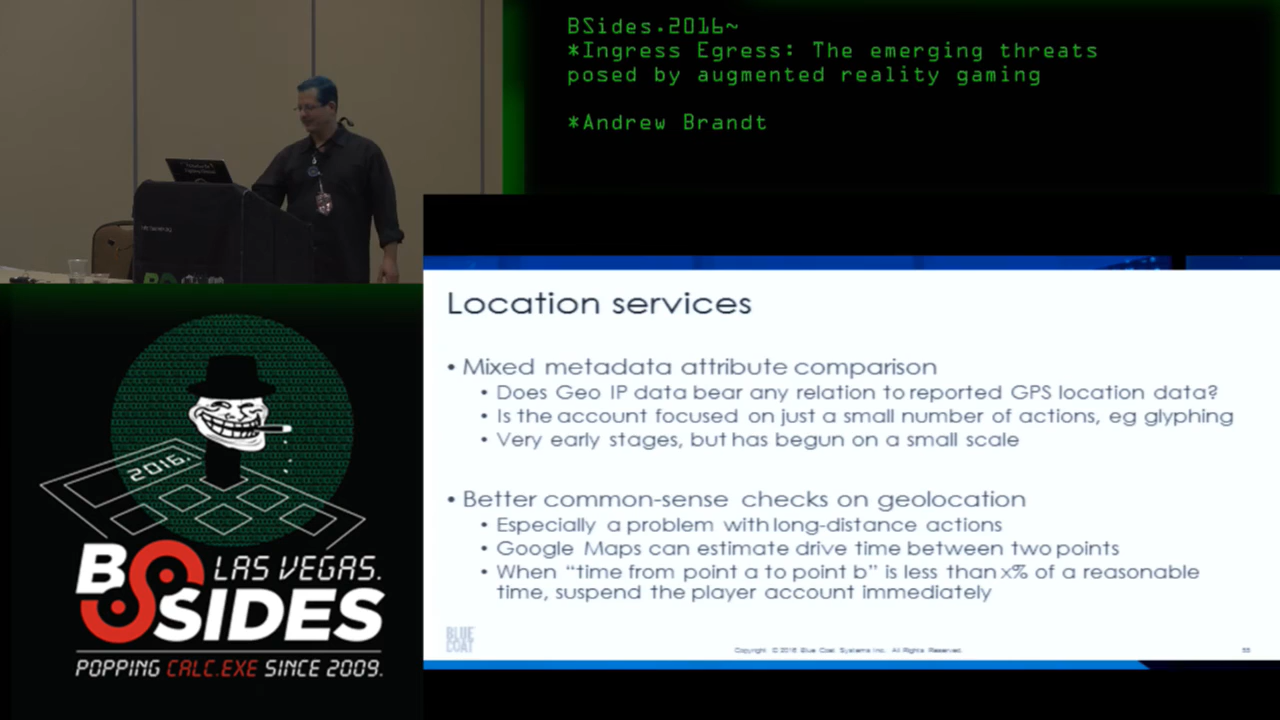 BSides.2016~
*Ingress Egress: The emerging threats
posed by augmented reality gaming
*Andrew Brandt
Location services
• Mixed metadata attribute comparison
• Does Geo IP data bear any relation to reported GPS location data?
• Is the account focused on just a small number of actions, eg glyphing
• Very early stages, but has begun on a small scale
• Better common-sense checks on geolocation
• Especially a problem with long-distance actions
• Google Maps can estimate drive time between two points
• When “time from point a to point b” is less than x% of a reasonable
time, suspend the player account immediately
BLUE
COAT
Copyright © 2016 Blue Coat Systems Inc. All Rights Reserved.
2016.
BSIDES
LAS VEGAS.
POPPING CALC.EXE SINCE 2009.